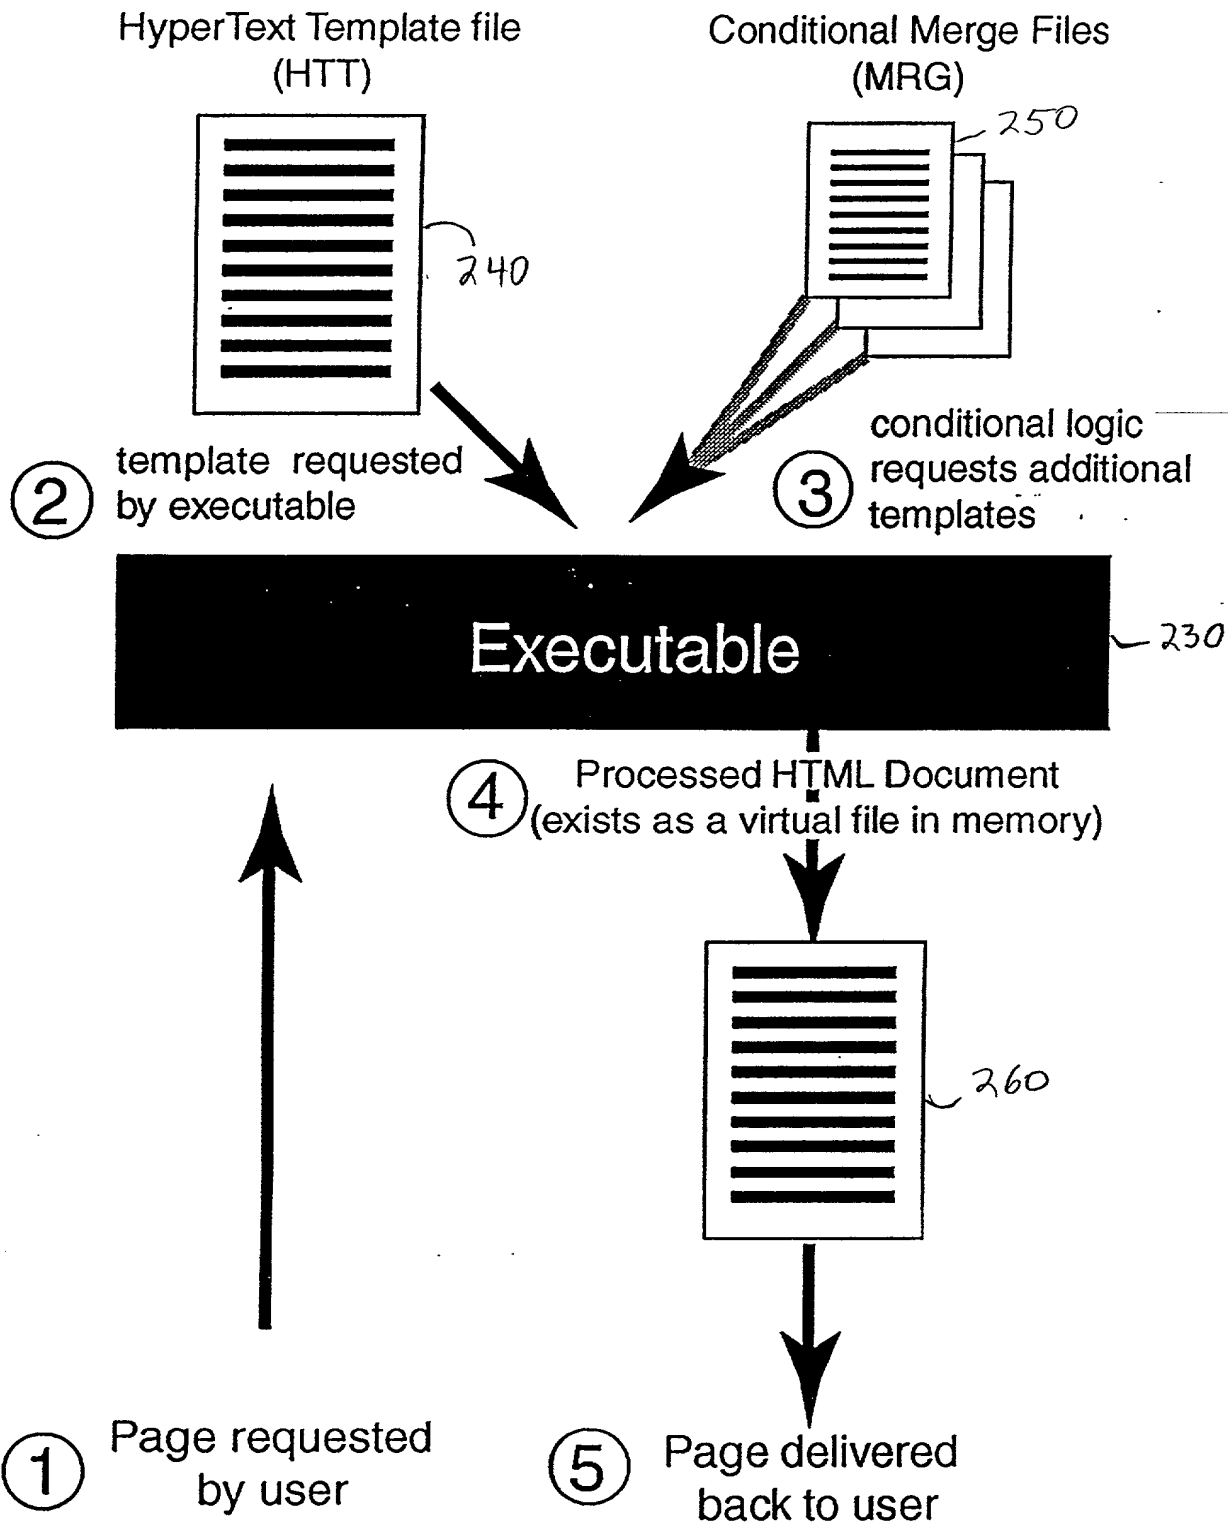 HyperText Template file
(HTT)
Conditional Merge Files
(MRG)
250
240
2
template requested
by executable
3
conditional logic
requests additional
templates
Executable
230
4
Processed HTML Document
(exists as a virtual file in memory)
260
1
Page requested
by user
5
Page delivered
back to user